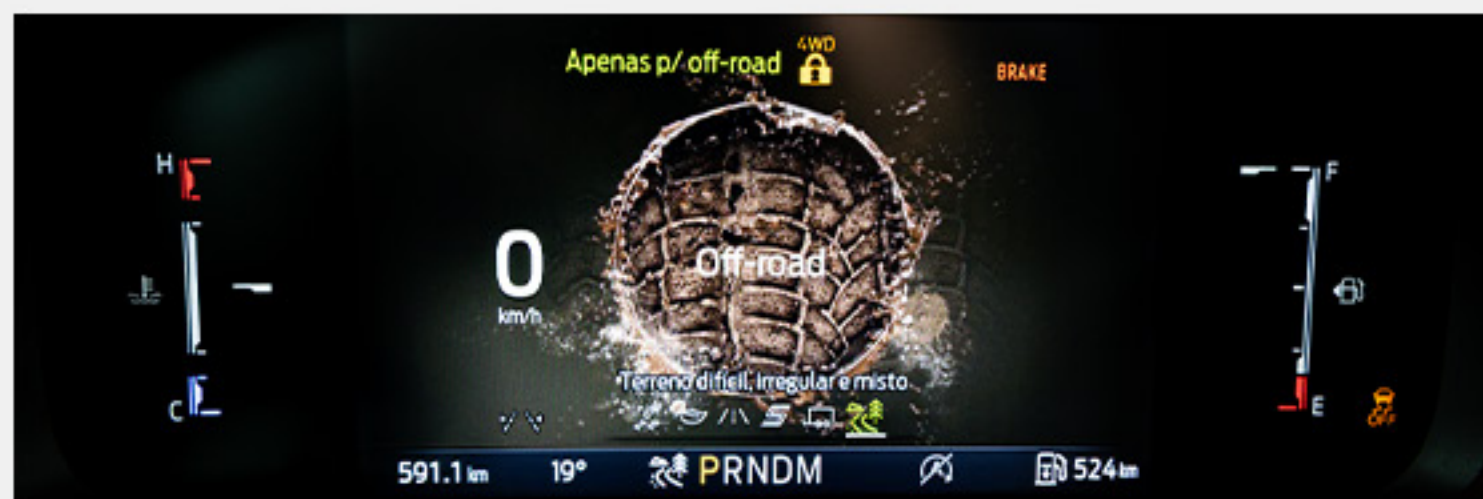 4WD
Apenas p/ off-road
BRAKE
H
F
Off-road
0
km/h
Terreno difícil, irregular e misto
C
E
OFF
591.1 km 19° PRNDM 524 km